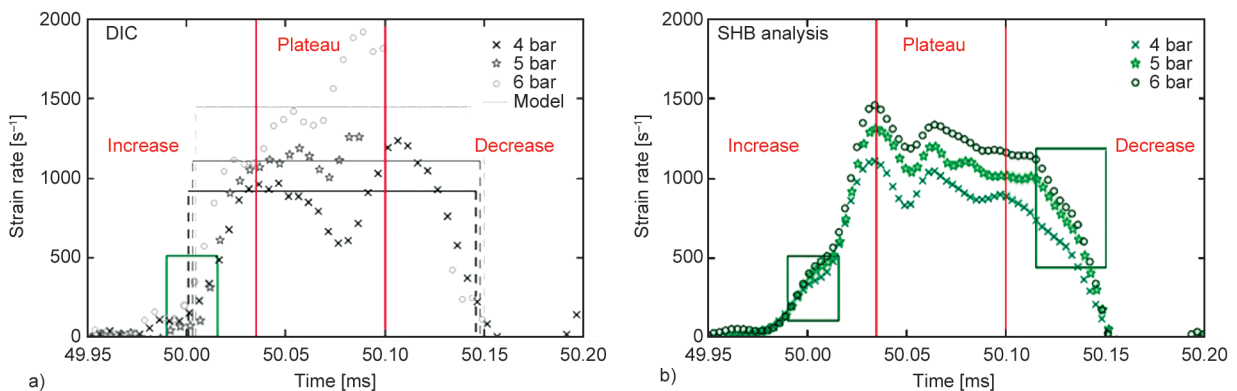 2000
1500
1000
500
0
Strain rate [s⁻¹]
DIC
Plateau
Increase
Decrease
4 bar
5 bar
6 bar
Model
49.95 50.00 50.05 50.10 50.15 50.20
Time [ms]
a)
2000
1500
1000
500
0
Strain rate [s⁻¹]
SHB analysis
Plateau
Increase
Decrease
4 bar
5 bar
6 bar
49.95 50.00 50.05 50.10 50.15 50.20
Time [ms]
b)